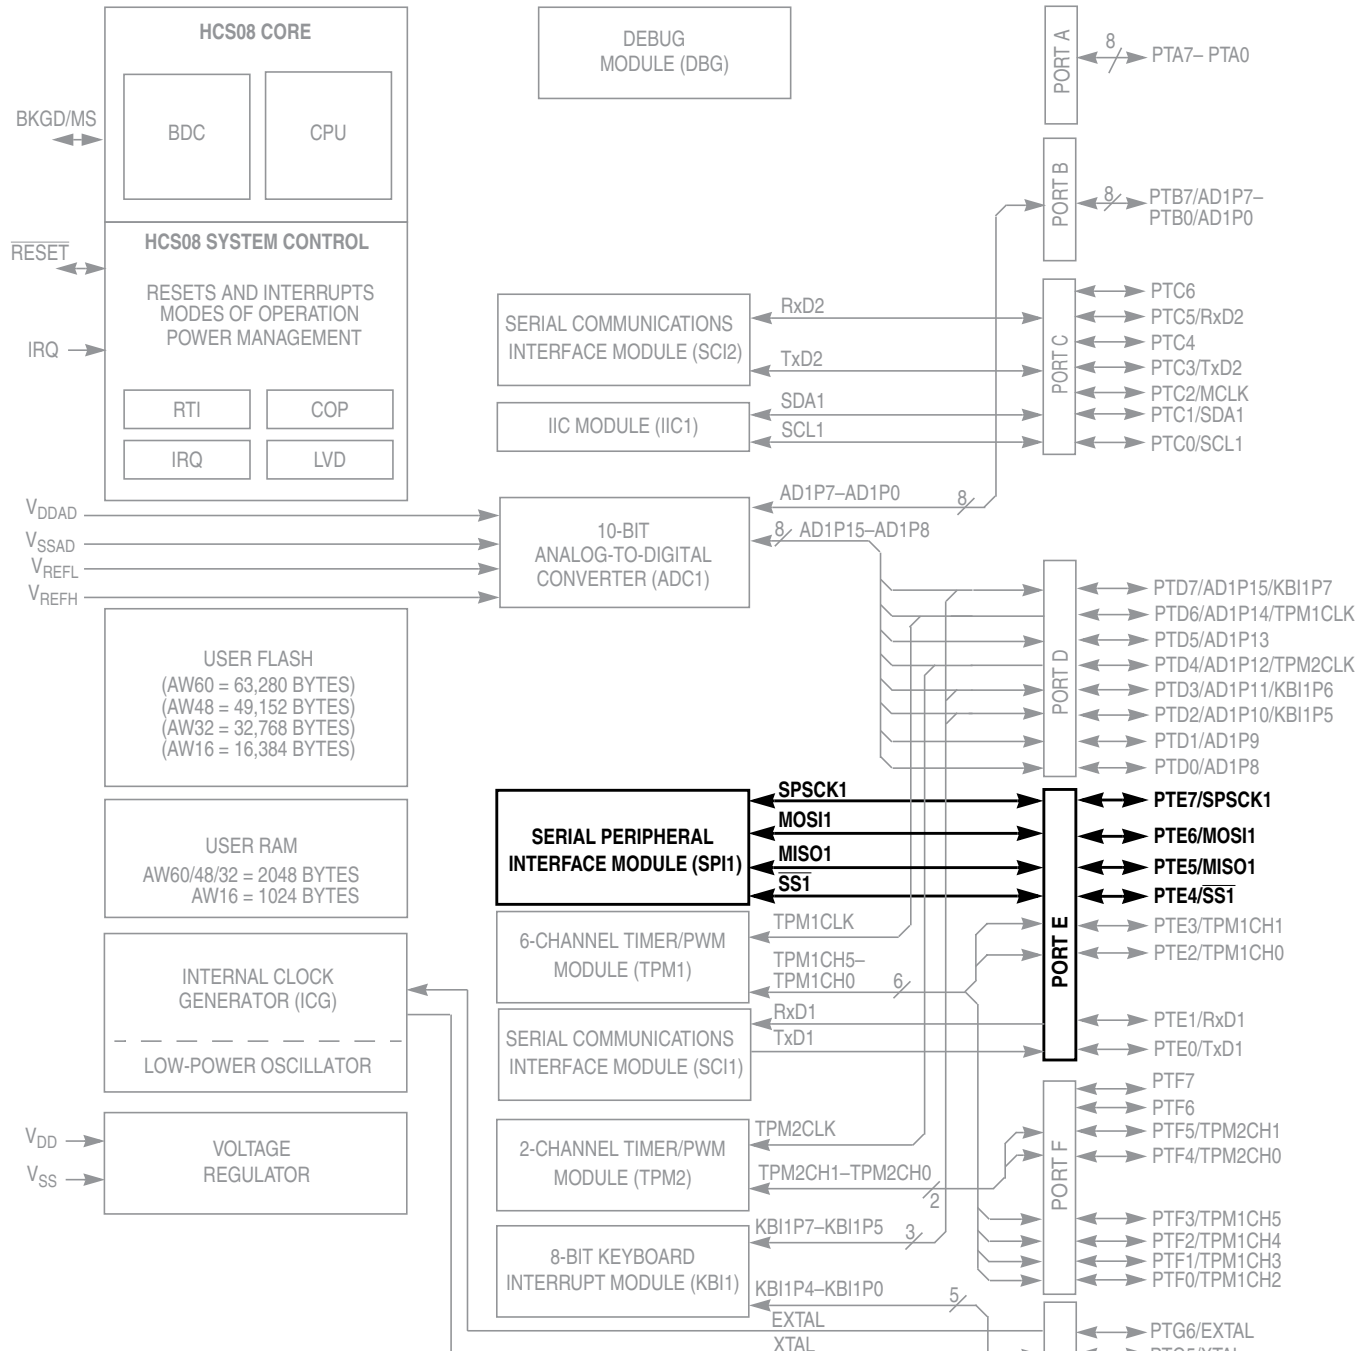 HCS08 CORE
BDC
CPU
BKGD/MS
HCS08 SYSTEM CONTROL
RESET
RESETS AND INTERRUPTS
MODES OF OPERATION
POWER MANAGEMENT
IRQ
RTI
COP
IRQ
LVD
VDDAD
VSSAD
VREFL
VREFH
USER FLASH
(AW60 = 63,280 BYTES)
(AW48 = 49,152 BYTES)
(AW32 = 32,768 BYTES)
(AW16 = 16,384 BYTES)
USER RAM
AW60/48/32 = 2048 BYTES
AW16 = 1024 BYTES
INTERNAL CLOCK
GENERATOR (ICG)
LOW-POWER OSCILLATOR
VDD
VSS
VOLTAGE
REGULATOR
DEBUG
MODULE (DBG)
SERIAL COMMUNICATIONS
INTERFACE MODULE (SCI2)
RxD2
TxD2
IIC MODULE (IIC1)
SDA1
SCL1
10-BIT
ANALOG-TO-DIGITAL
CONVERTER (ADC1)
AD1P7–AD1P0
8
8
AD1P15–AD1P8
SERIAL PERIPHERAL
INTERFACE MODULE (SPI1)
SPSCK1
MOSI1
MISO1
SS1
6-CHANNEL TIMER/PWM
MODULE (TPM1)
TPM1CLK
TPM1CH5–
TPM1CH0
6
SERIAL COMMUNICATIONS
INTERFACE MODULE (SCI1)
RxD1
TxD1
2-CHANNEL TIMER/PWM
MODULE (TPM2)
TPM2CLK
TPM2CH1–TPM2CH0
2
8-BIT KEYBOARD
INTERRUPT MODULE (KBI1)
KBI1P7–KBI1P5
3
KBI1P4–KBI1P0
5
EXTAL
XTAL
PORT A
8
PTA7– PTA0
PORT B
8
PTB7/AD1P7–
PTB0/AD1P0
PORT C
PTC6
PTC5/RxD2
PTC4
PTC3/TxD2
PTC2/MCLK
PTC1/SDA1
PTC0/SCL1
PORT D
PTD7/AD1P15/KBI1P7
PTD6/AD1P14/TPM1CLK
PTD5/AD1P13
PTD4/AD1P12/TPM2CLK
PTD3/AD1P11/KBI1P6
PTD2/AD1P10/KBI1P5
PTD1/AD1P9
PTD0/AD1P8
PORT E
PTE7/SPSCK1
PTE6/MOSI1
PTE5/MISO1
PTE4/SS1
PTE3/TPM1CH1
PTE2/TPM1CH0
PTE1/RxD1
PTE0/TxD1
PORT F
PTF7
PTF6
PTF5/TPM2CH1
PTF4/TPM2CH0
PTF3/TPM1CH5
PTF2/TPM1CH4
PTF1/TPM1CH3
PTF0/TPM1CH2
PTG6/EXTAL